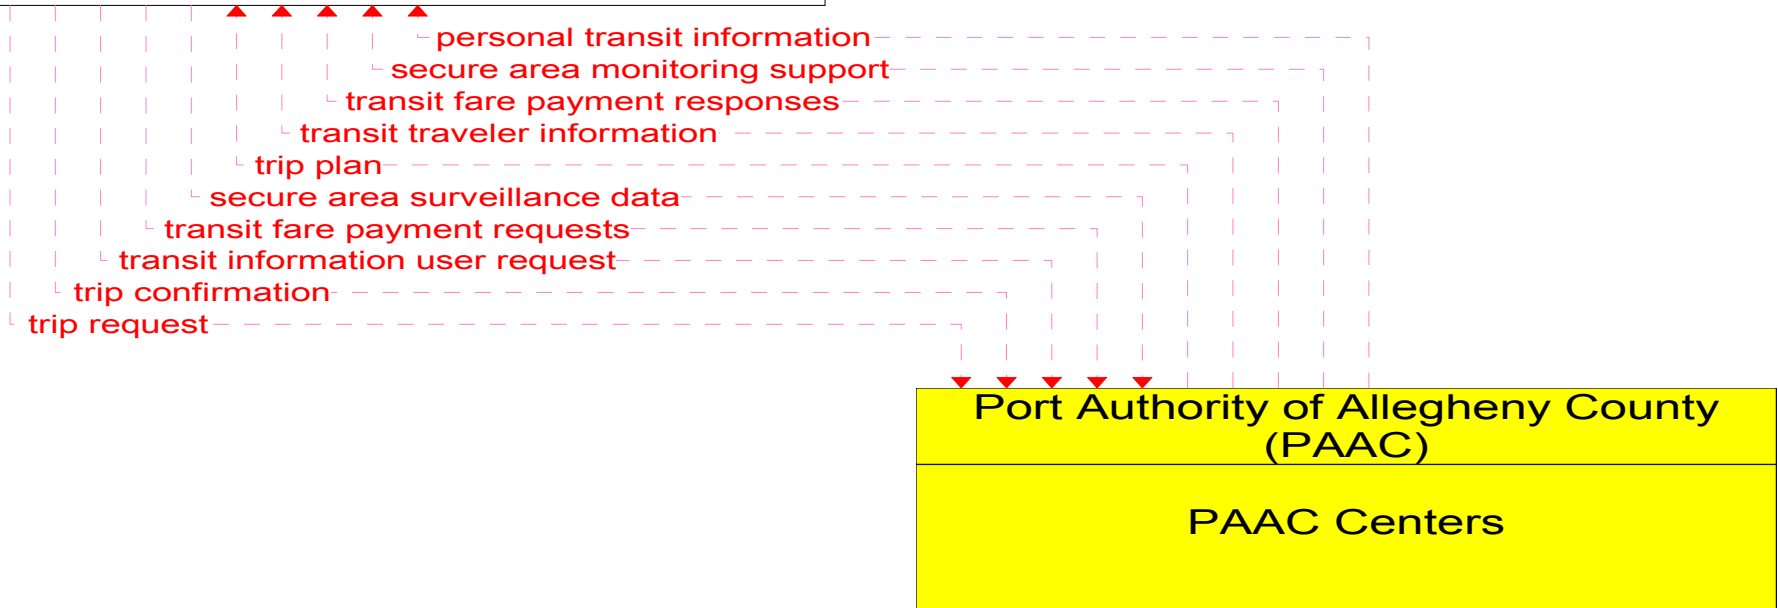 personal transit information
secure area monitoring support
transit fare payment responses
transit traveler information
trip plan
secure area surveillance data
transit fare payment requests
transit information user request
trip confirmation
trip request
Port Authority of Allegheny County
(PAAC)
PAAC Centers